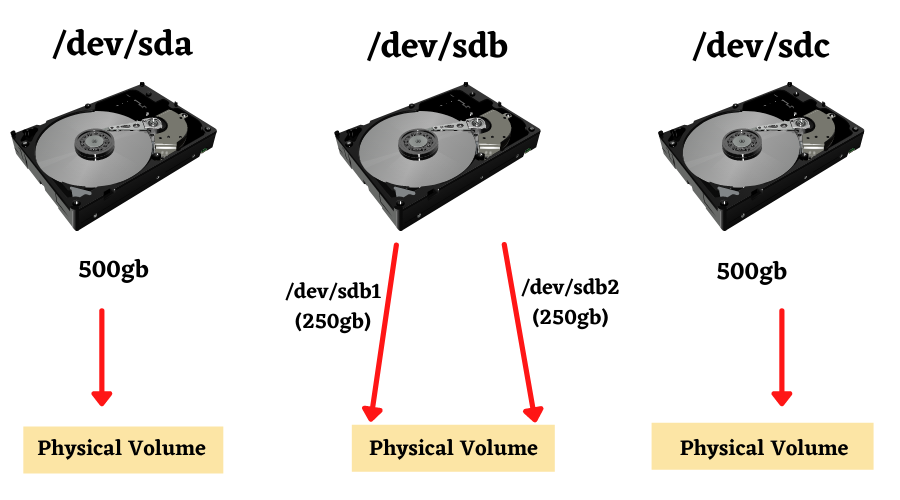 /dev/sda
/dev/sdb
/dev/sdc
500gb
/dev/sdb1
(250gb)
/dev/sdb2
(250gb)
500gb
Physical Volume
Physical Volume
Physical Volume